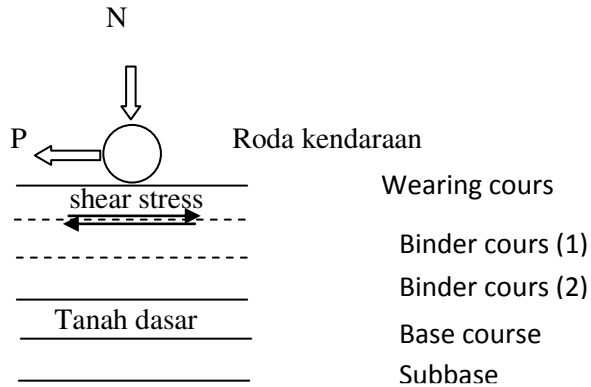 N
P
Roda kendaraan
Wearing cours
shear stress
Binder cours (1)
Binder cours (2)
Tanah dasar
Base course
Subbase